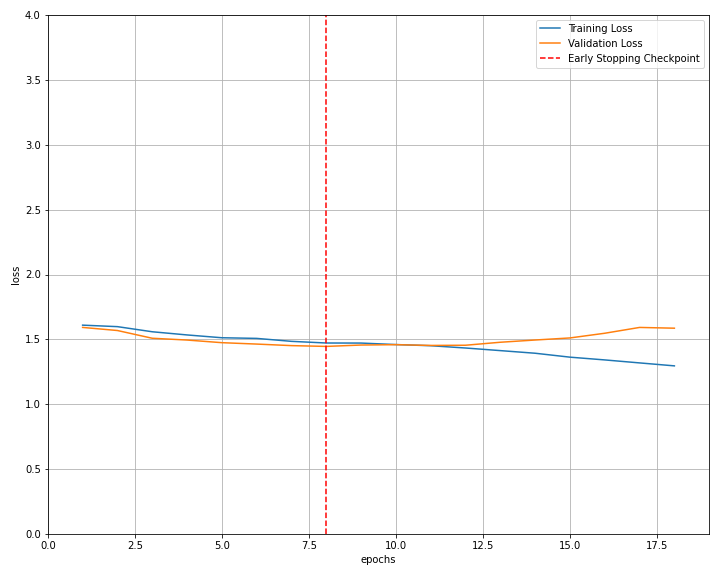 4.0
3.5
3.0
2.5
2.0
1.5
1.0
0.5
0.0
loss
0.0 2.5 5.0 7.5 10.0 12.5 15.0 17.5
epochs
Training Loss
Validation Loss
Early Stopping Checkpoint